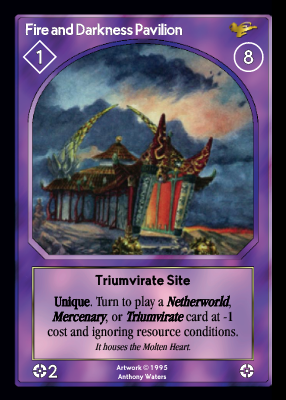 Fire and Darkness Pavilion
1
8
Triumvirate Site
Unique. Turn to play a Netherworld,
Mercenary, or Triumvirate card at -1
cost and ignoring resource conditions.
It houses the Molten Heart.
2
Artwork © 1995
Anthony Waters